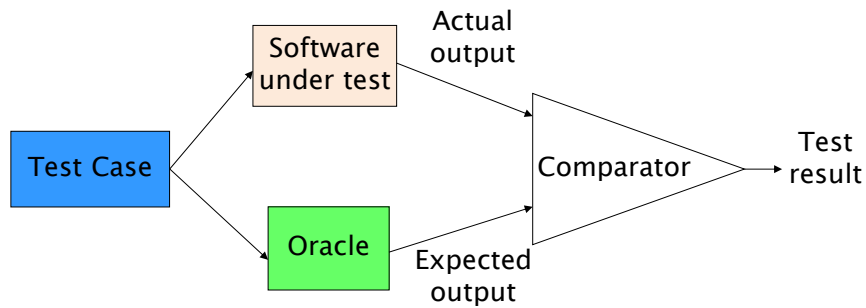 Test Case
Software
under test
Actual
output
Oracle
Expected
output
Comparator
Test
result